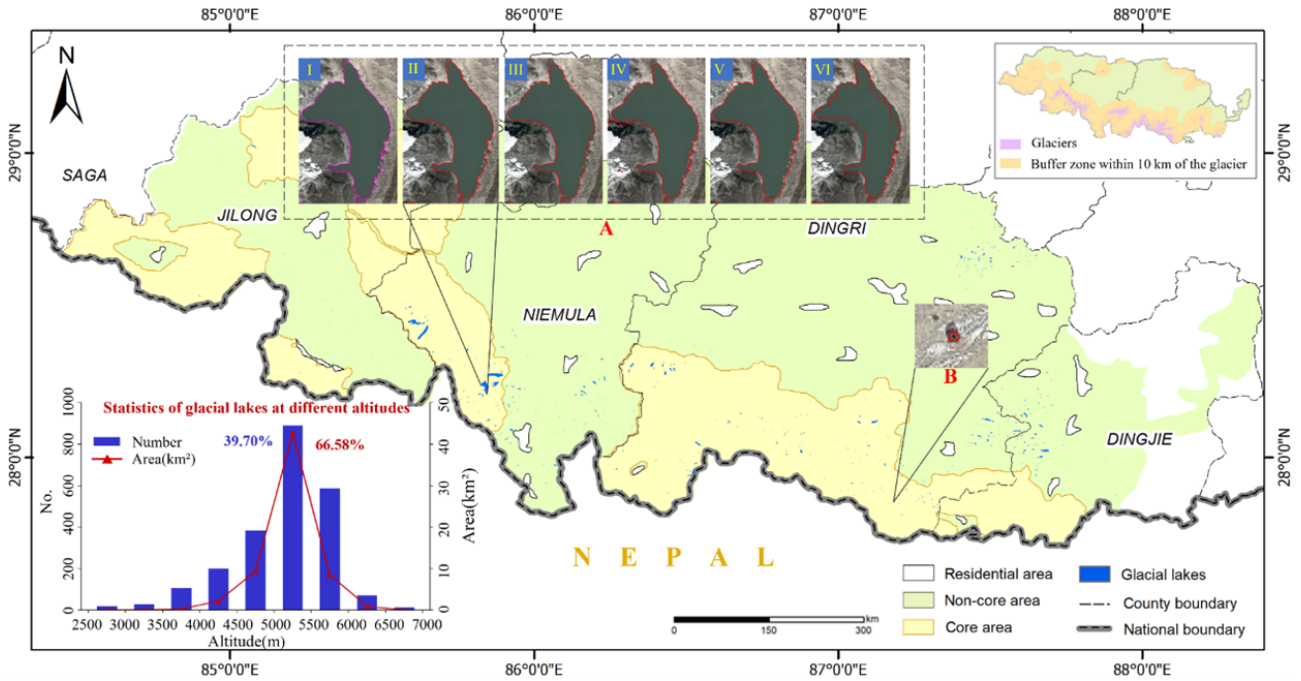 85°0'0"E
86°0'0"E
87°0'0"E
88°0'0"E
N
I
II
III
IV
V
VI
Glaciers
Buffer zone within 10 km of the glacier
29°0'0"N
29°0'0"N
SAGA
JILONG
A
DINGRI
NIEMULA
B
DINGJIE
28°0'0"N
28°0'0"N
Statistics of glacial lakes at different altitudes
Number
Area(km²)
39.70%
66.58%
No.
1000
800
600
400
200
0
50
40
30
20
10
0
Area(km²)
2500 3000 3500 4000 4500 5000 5500 6000 6500 7000
Altitude(m)
NEPAL
0 150 300 km
Residential area
Non-core area
Core area
Glacial lakes
County boundary
National boundary
85°0'0"E
86°0'0"E
87°0'0"E
88°0'0"E